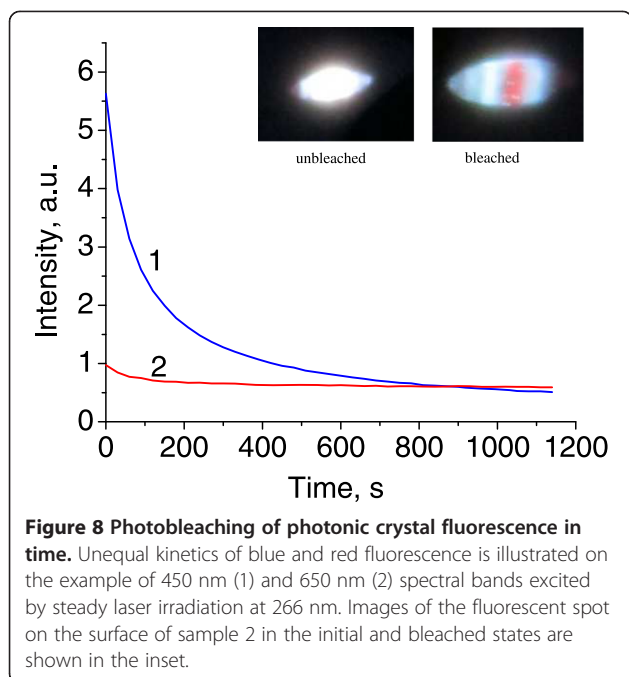 unbleached
bleached
6
5
4
3
2
1
0
Intensity, a.u.
1
2
0 200 400 600 800 1000 1200
Time, s
Figure 8 Photobleaching of photonic crystal fluorescence in
time. Unequal kinetics of blue and red fluorescence is illustrated on
the example of 450 nm (1) and 650 nm (2) spectral bands excited
by steady laser irradiation at 266 nm. Images of the fluorescent spot
on the surface of sample 2 in the initial and bleached states are
shown in the inset.